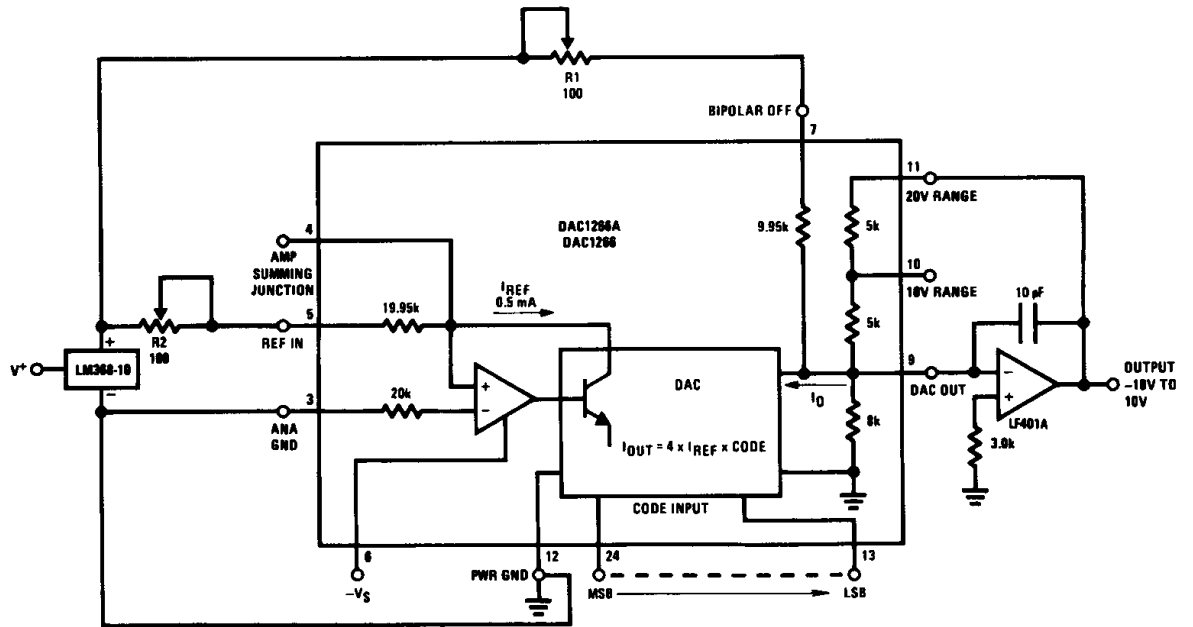 R1
100
BIPOLAR OFF
7
11
20V RANGE
DAC1266A
DAC1266
9.95k
5k
4
AMP
SUMMING
JUNCTION
IREF
0.5 mA
10
10V RANGE
10 pF
19.95k
5k
5
REF IN
R2
100
+
V+
LM368-10
−
DAC
9
DAC OUT
−
+
LF401A
OUTPUT
−10V TO
10V
IO
3
ANA
GND
20k
+
−
8k
3.0k
IOUT = 4 × IREF × CODE
CODE INPUT
6
12
24
13
−VS
PWR GND
MSB
LSB